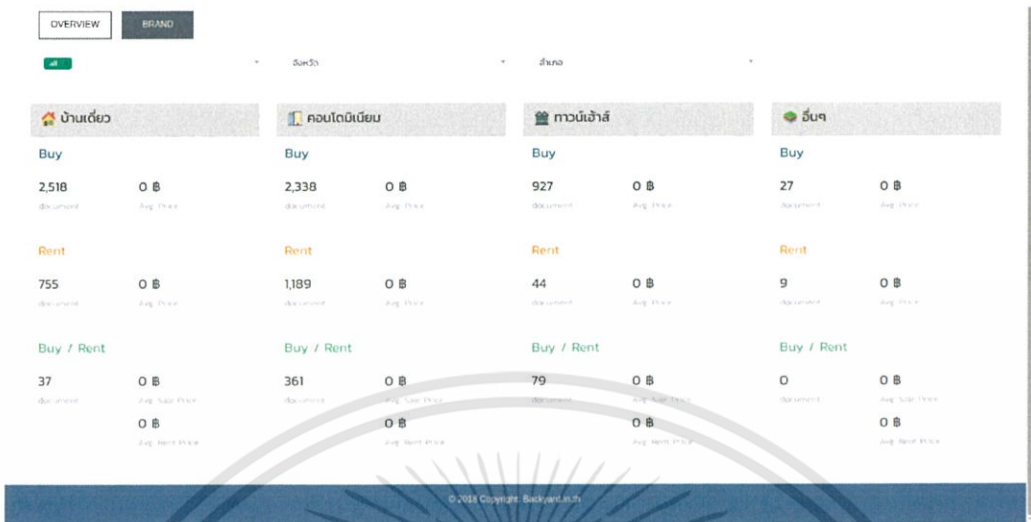 OVERVIEW BRAND
all จังหวัด อำเภอ
บ้านเดี่ยว คอนโดมิเนียม ทาวน์เฮ้าส์ อื่นๆ
Buy Buy Buy Buy
2,518 0 ฿ 2,338 0 ฿ 927 0 ฿ 27 0 ฿
document Avg. Price document Avg. Price document Avg. Price document Avg. Price
Rent Rent Rent Rent
755 0 ฿ 1,189 0 ฿ 44 0 ฿ 9 0 ฿
document Avg. Price document Avg. Price document Avg. Price document Avg. Price
Buy / Rent Buy / Rent Buy / Rent Buy / Rent
37 0 ฿ 361 0 ฿ 79 0 ฿ 0 0 ฿
document Avg. Sale Price document Avg. Sale Price document Avg. Sale Price document Avg. Sale Price
0 ฿ 0 ฿ 0 ฿ 0 ฿
Avg. Rent Price Avg. Rent Price Avg. Rent Price Avg. Rent Price
© 2018 Copyright: Backyard.in.th